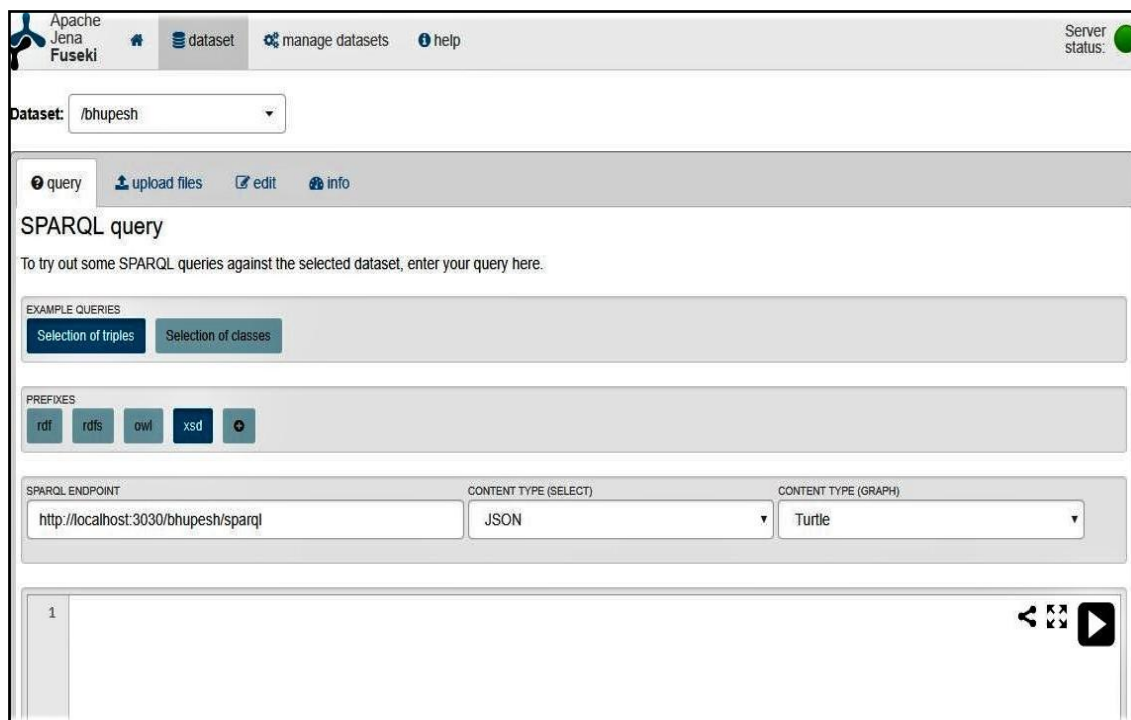 Apache
Jena
Fuseki
dataset
manage datasets
help
Server
status:
Dataset:
/bhupesh
query
upload files
edit
info
SPARQL query
To try out some SPARQL queries against the selected dataset, enter your query here.
EXAMPLE QUERIES
Selection of triples
Selection of classes
PREFIXES
rdf
rdfs
owl
xsd
SPARQL ENDPOINT
CONTENT TYPE (SELECT)
CONTENT TYPE (GRAPH)
http://localhost:3030/bhupesh/sparql
JSON
Turtle
1